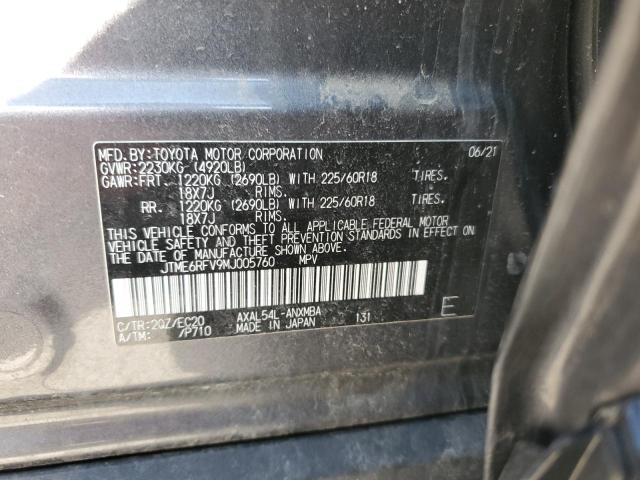 MFD.BY:TOYOTA MOTOR CORPORATION 06/21
GVWR:2230KG (4920LB)
GAWR:FRT. 1220KG (2690LB) WITH 225/60R18 TIRES.
18X7J RIMS.
RR. 1220KG (2690LB) WITH 225/60R18 TIRES.
18X7J RIMS.
THIS VEHICLE CONFORMS TO ALL APPLICABLE FEDERAL MOTOR
VEHICLE SAFETY AND THEFT PREVENTION STANDARDS IN EFFECT ON
THE DATE OF MANUFACTURE SHOWN ABOVE.
JTME6RFV9MJ005760 MPV
C/TR:2QZ/EC20 AXAL54L-ANXMBA 131 E
A/TM: /P710 MADE IN JAPAN